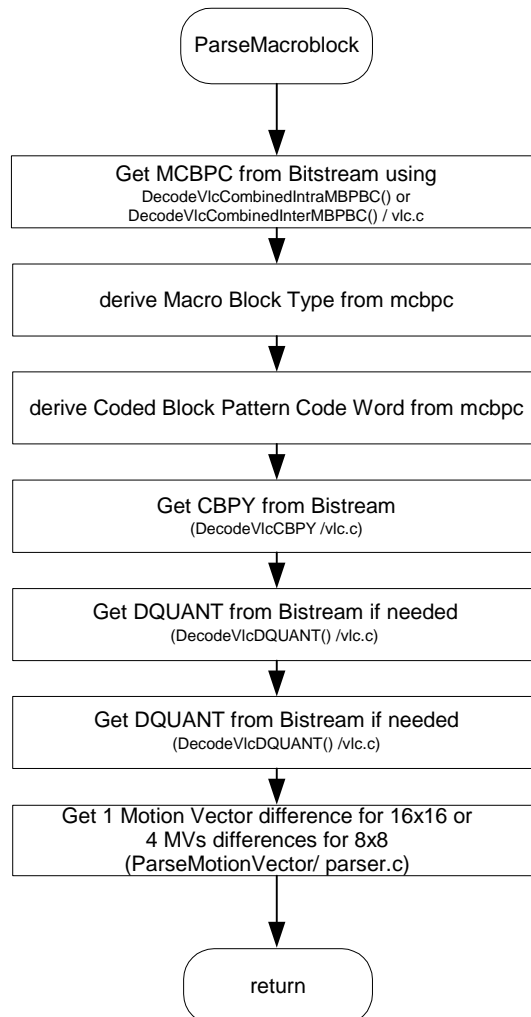 ParseMacroblock
Get MCBPC from Bitstream using
DecodeVlcCombinedIntraMBPBC() or
DecodeVlcCombinedInterMBPBC() / vlc.c
derive Macro Block Type from mcbpc
derive Coded Block Pattern Code Word from mcbpc
Get CBPY from Bistream
(DecodeVlcCBPY /vlc.c)
Get DQUANT from Bistream if needed
(DecodeVlcDQUANT() /vlc.c)
Get DQUANT from Bistream if needed
(DecodeVlcDQUANT() /vlc.c)
Get 1 Motion Vector difference for 16x16 or
4 MVs differences for 8x8
(ParseMotionVector/ parser.c)
return